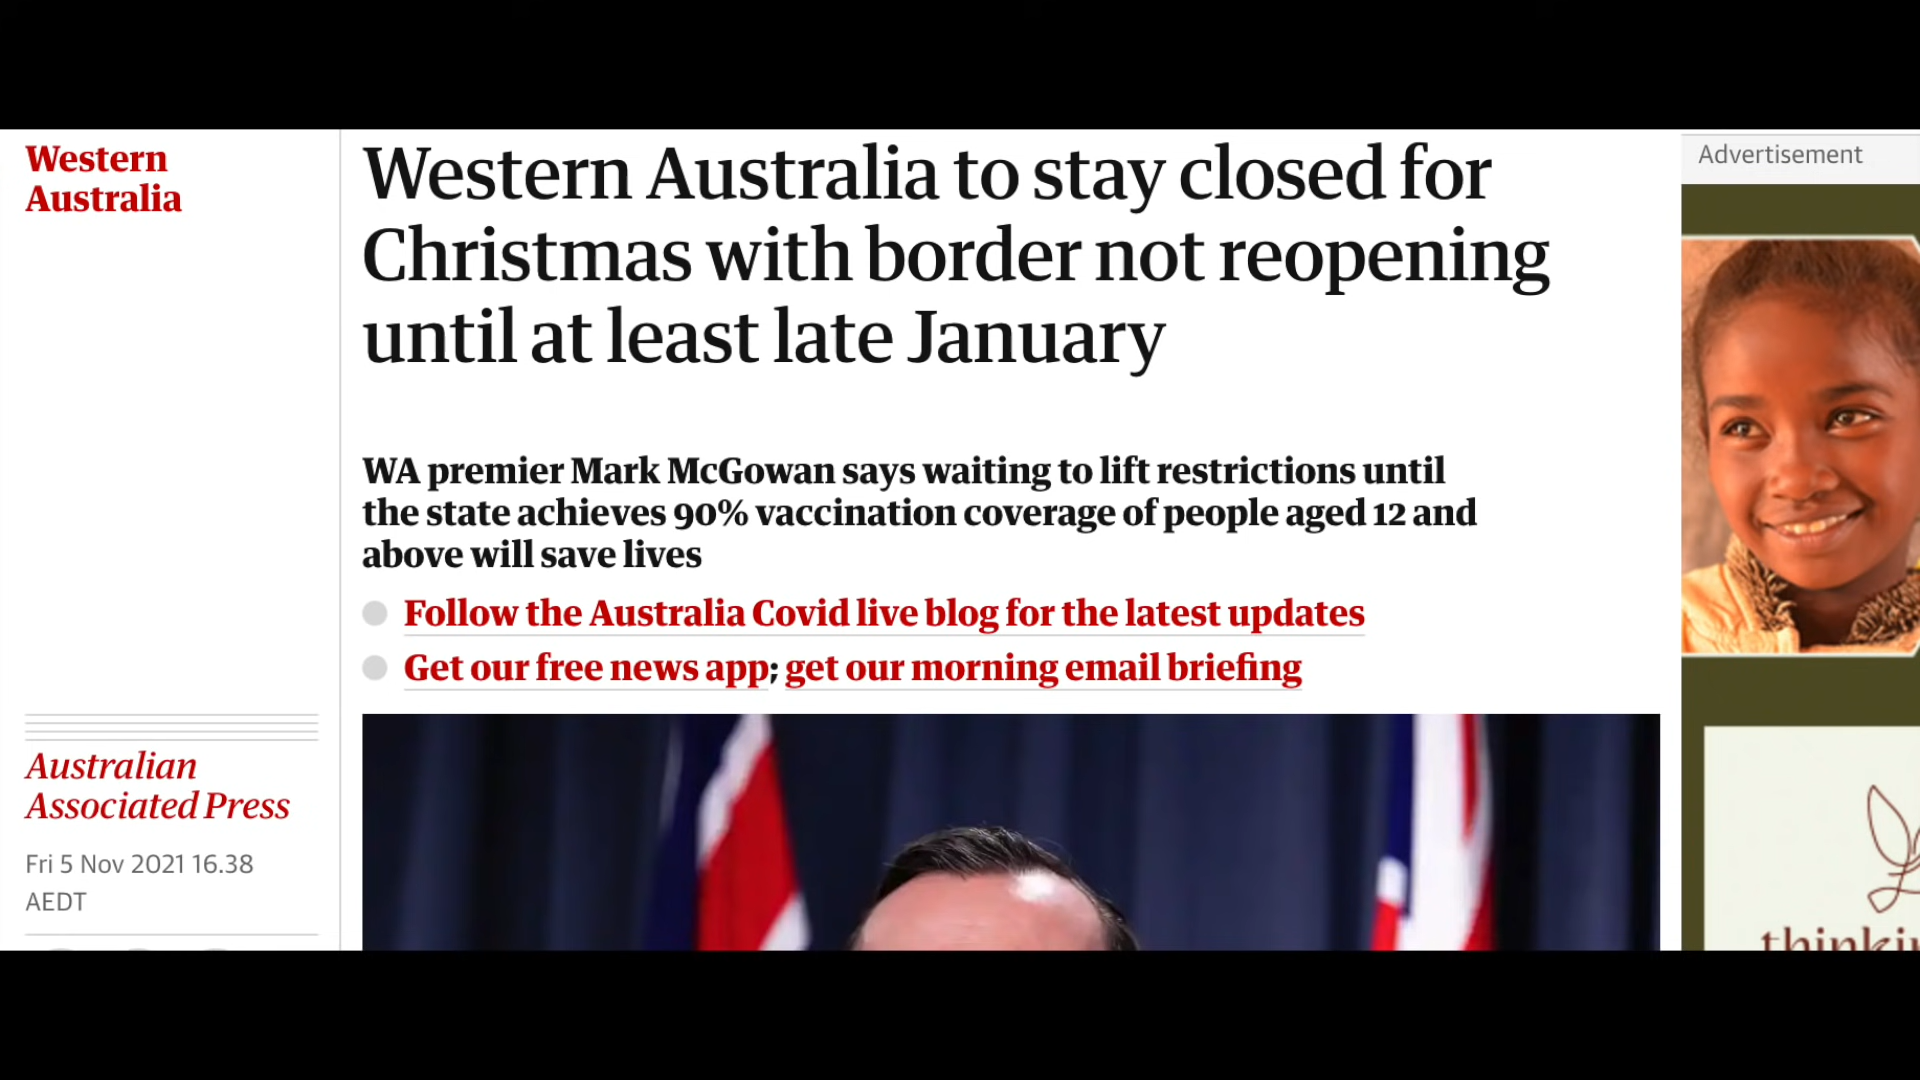 Western
Australia
Western Australia to stay closed for
Christmas with border not reopening
until at least late January
WA premier Mark McGowan says waiting to lift restrictions until
the state achieves 90% vaccination coverage of people aged 12 and
above will save lives
Follow the Australia Covid live blog for the latest updates
Get our free news app; get our morning email briefing
Australian
Associated Press
Fri 5 Nov 2021 16.38
AEDT
Advertisement